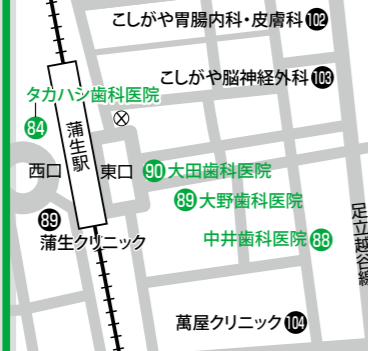 こしがや胃腸内科・皮膚科 102
こしがや脳神経外科 103
タカハシ歯科医院
84
蒲生駅
西口
東口
90 大田歯科医院
89 大野歯科医院
89
蒲生クリニック
中井歯科医院 88
足立越谷線
萬屋クリニック 104